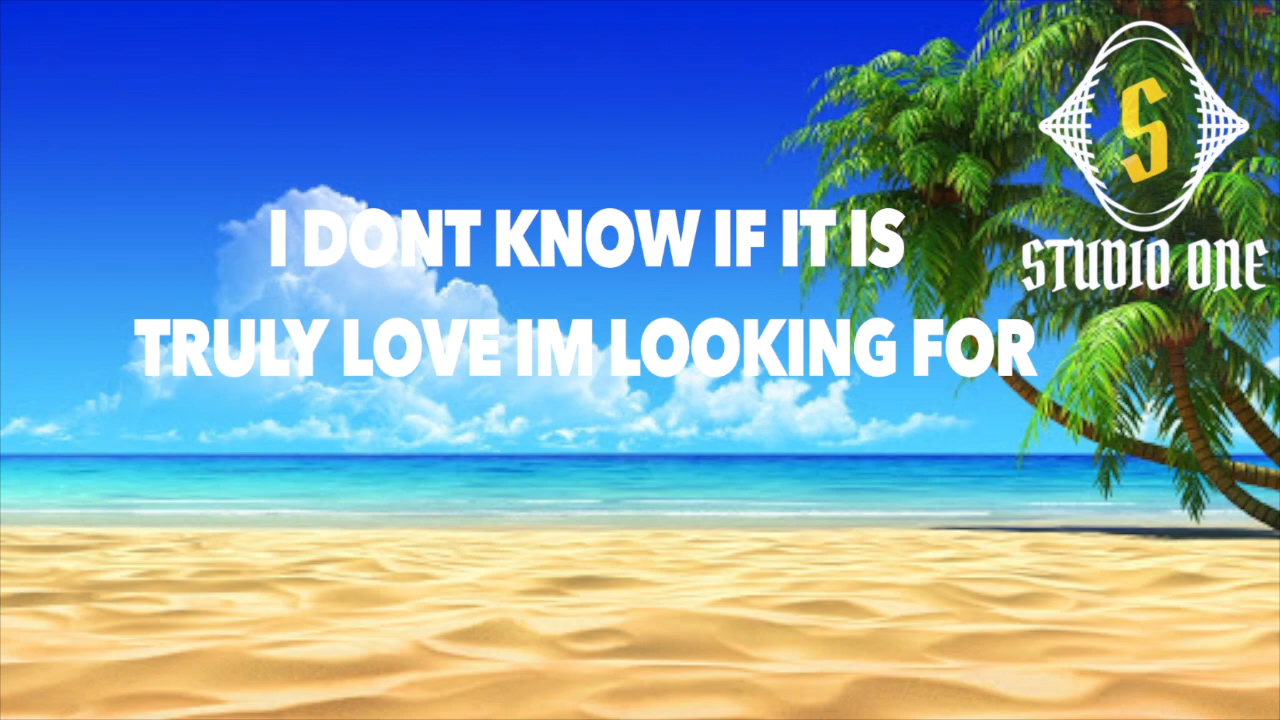 I DONT KNOW IF IT IS
TRULY LOVE IM LOOKING FOR
S
STUDIO ONE